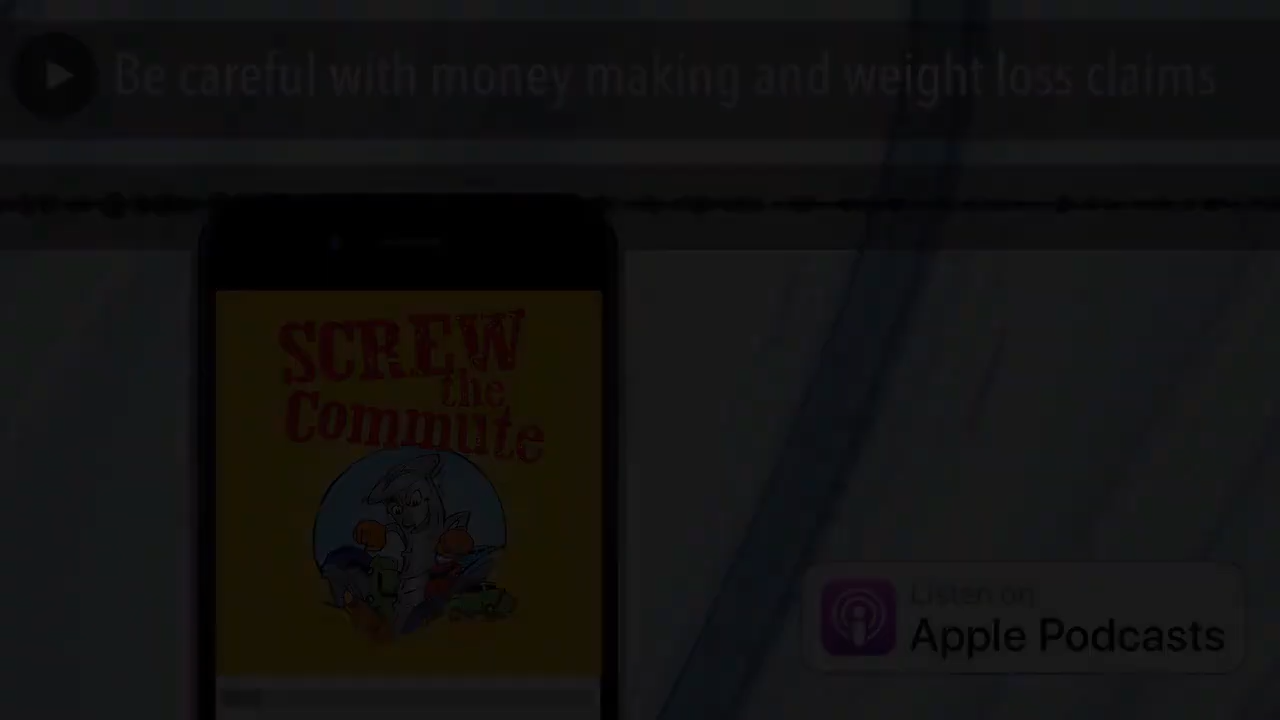 Be careful with money making and weight loss claims
SCREW
the
Commute
Listen on
Apple Podcasts